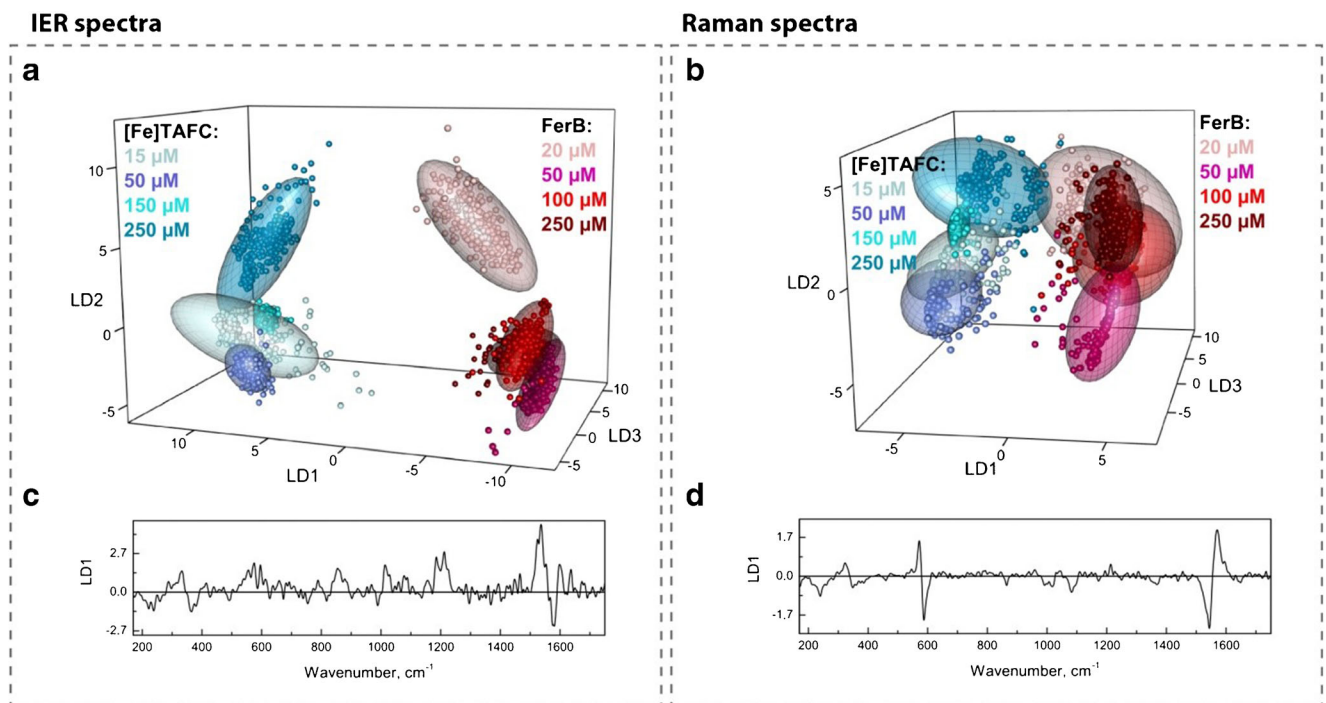 IER spectra
Raman spectra
a
[Fe]TAFC:
15 µM
50 µM
150 µM
250 µM
FerB:
20 µM
50 µM
100 µM
250 µM
10
5
0
-5
LD2
10
5
0
-5
-10
LD1
10
5
0
-5
LD3
b
[Fe]TAFC:
15 µM
50 µM
150 µM
250 µM
FerB:
20 µM
50 µM
100 µM
250 µM
5
0
-5
LD2
-5
0
5
LD1
10
5
0
-5
LD3
c
LD1
2.7
0.0
-2.7
200 400 600 800 1000 1200 1400 1600
Wavenumber, cm⁻¹
d
LD1
1.7
0.0
-1.7
200 400 600 800 1000 1200 1400 1600
Wavenumber, cm⁻¹